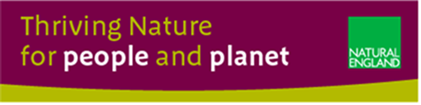 Thriving Nature
for people and planet
NATURAL
ENGLAND